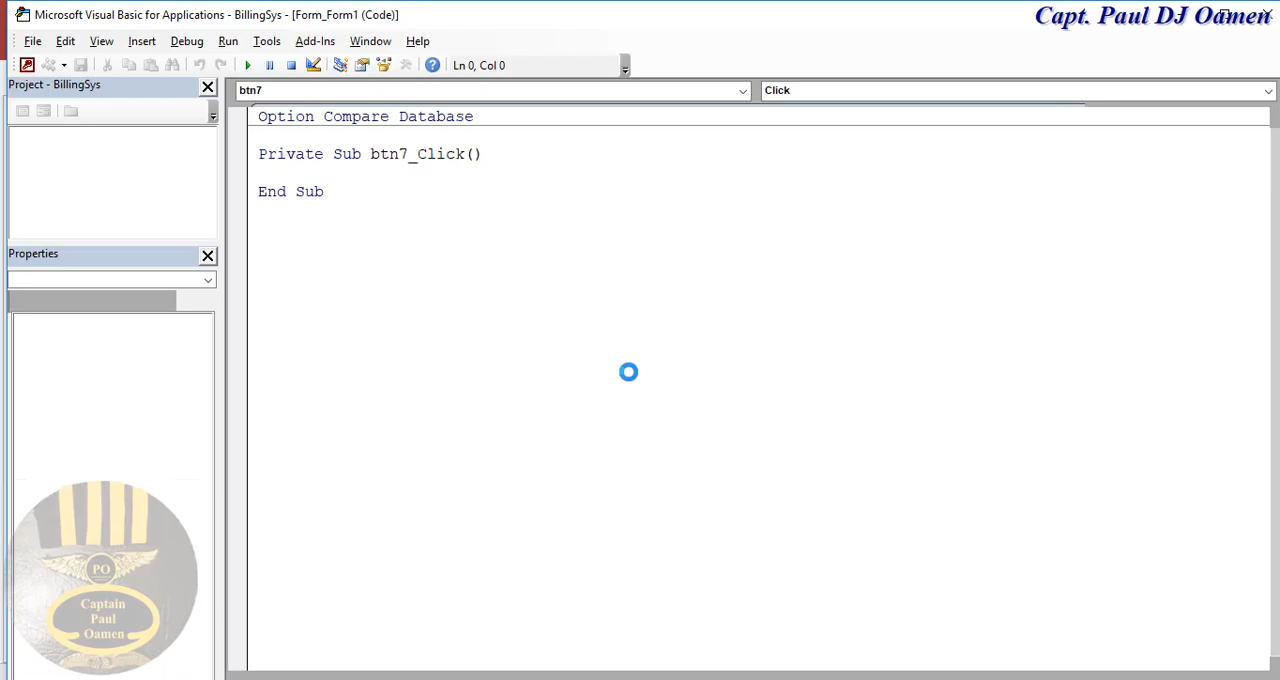 Microsoft Visual Basic for Applications - BillingSys - [Form_Form1 (Code)]
Capt. Paul DJ Oamen
File Edit View Insert Debug Run Tools Add-Ins Window Help
Ln 0, Col 0
Project - BillingSys
btn7
Click
Option Compare Database
Private Sub btn7_Click()
End Sub
Properties
PO
Captain
Paul
Oamen